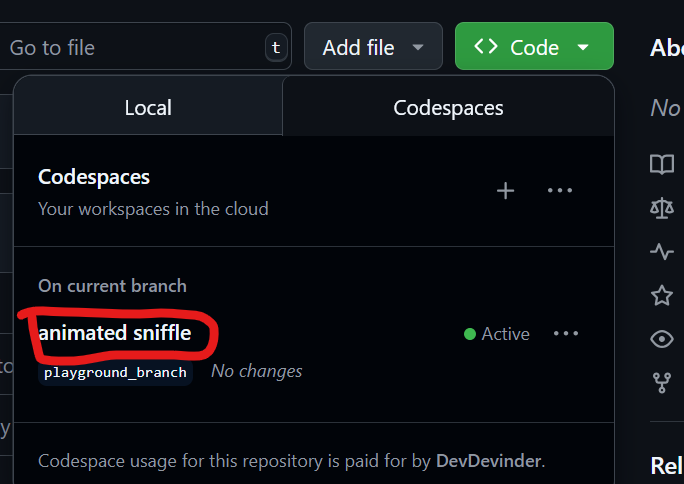 Go to file t Add file Code Abo
Local Codespaces No
Codespaces
Your workspaces in the cloud
On current branch
animated sniffle Active
playground_branch No changes
Codespace usage for this repository is paid for by DevDevinder.
Rel